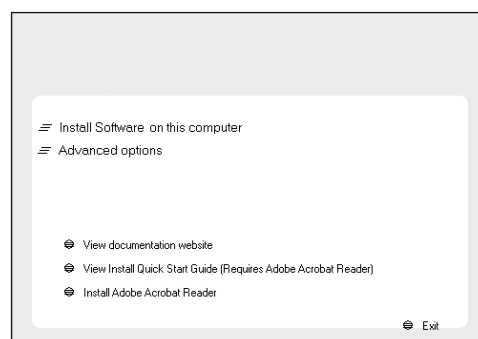 Install Software on this computer
Advanced options
View documentation website
View Install Quick Start Guide (Requires Adobe Acrobat Reader)
Install Adobe Acrobat Reader
Exit